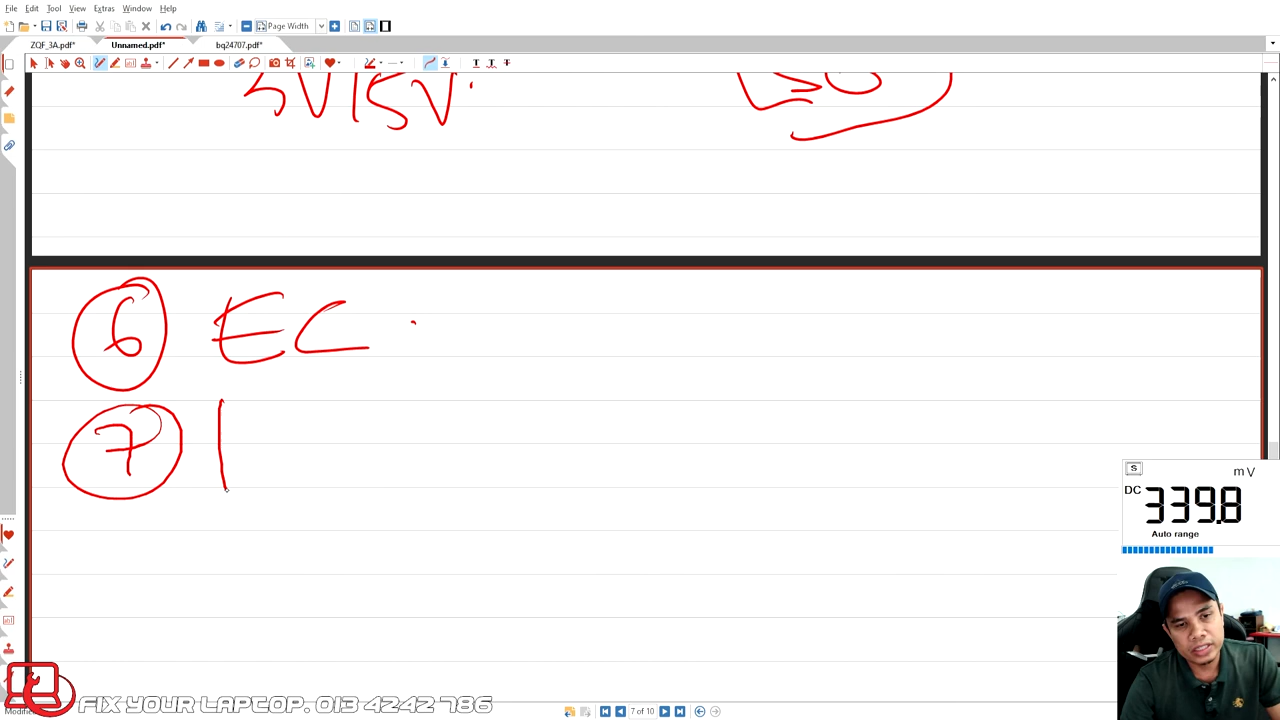 File Edit Tool View Extras Window Help
Page Width
ZQF_3A.pdf* Unnamed.pdf* bq24707.pdf*
3V/5V.
6 EC
7
S mV
DC 339.8
Auto range
FIX YOUR LAPTOP. 013 4242 786
7 of 10